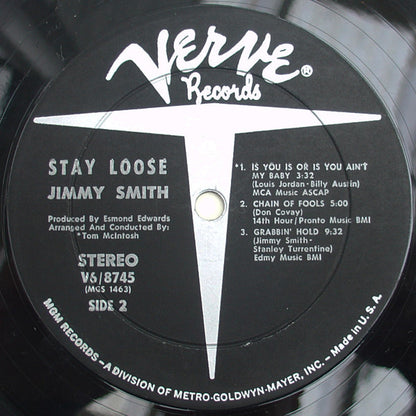 VERVE®
Records
STAY LOOSE
JIMMY SMITH
Produced By Esmond Edwards
Arranged And Conducted By:
*Tom McIntosh
STEREO
V6/8745
(MGS 1463)
SIDE 2
*1. IS YOU IS OR IS YOU AIN'T
MY BABY 3:32
(Louis Jordan-Billy Austin)
MCA Music ASCAP
2. CHAIN OF FOOLS 5:00
(Don Covay)
14th Hour/Pronto Music BMI
3. GRABBIN' HOLD 9:32
(Jimmy Smith-
Stanley Turrentine)
Edmy Music BMI
MGM RECORDS—A DIVISION OF METRO-GOLDWYN-MAYER, INC. - Made in U. S. A.